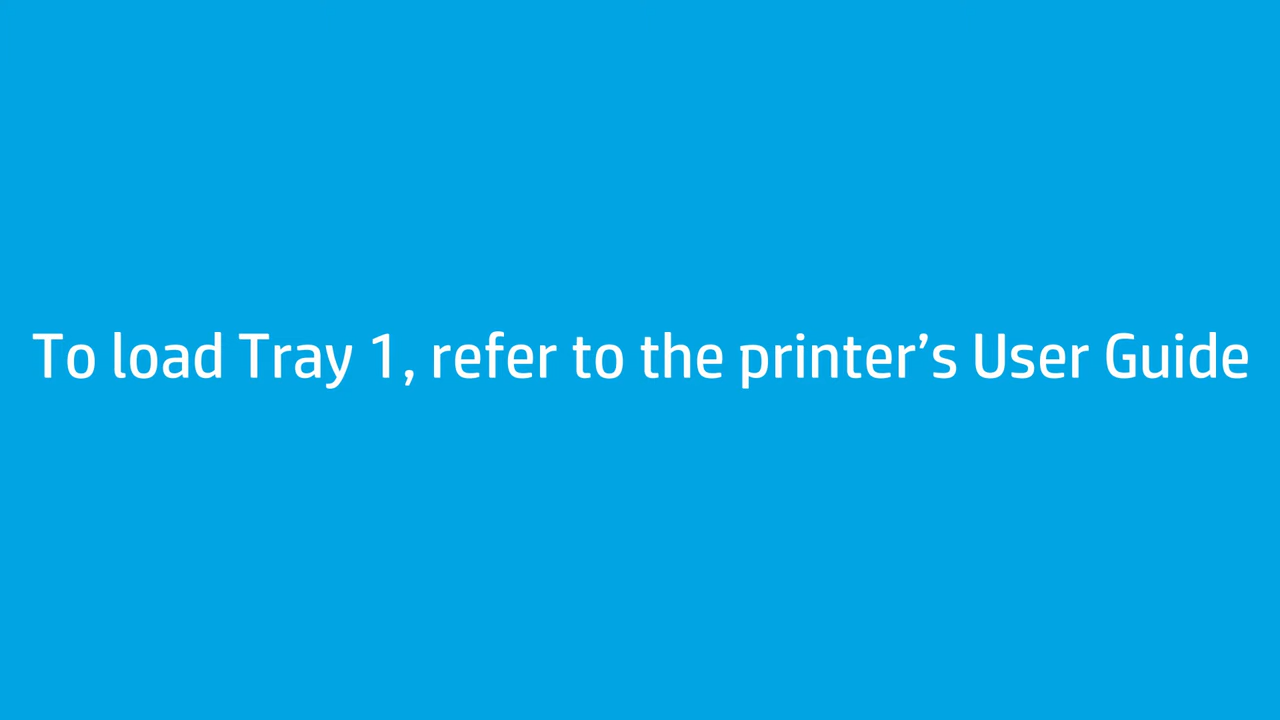 To load Tray 1, refer to the printer’s User Guide